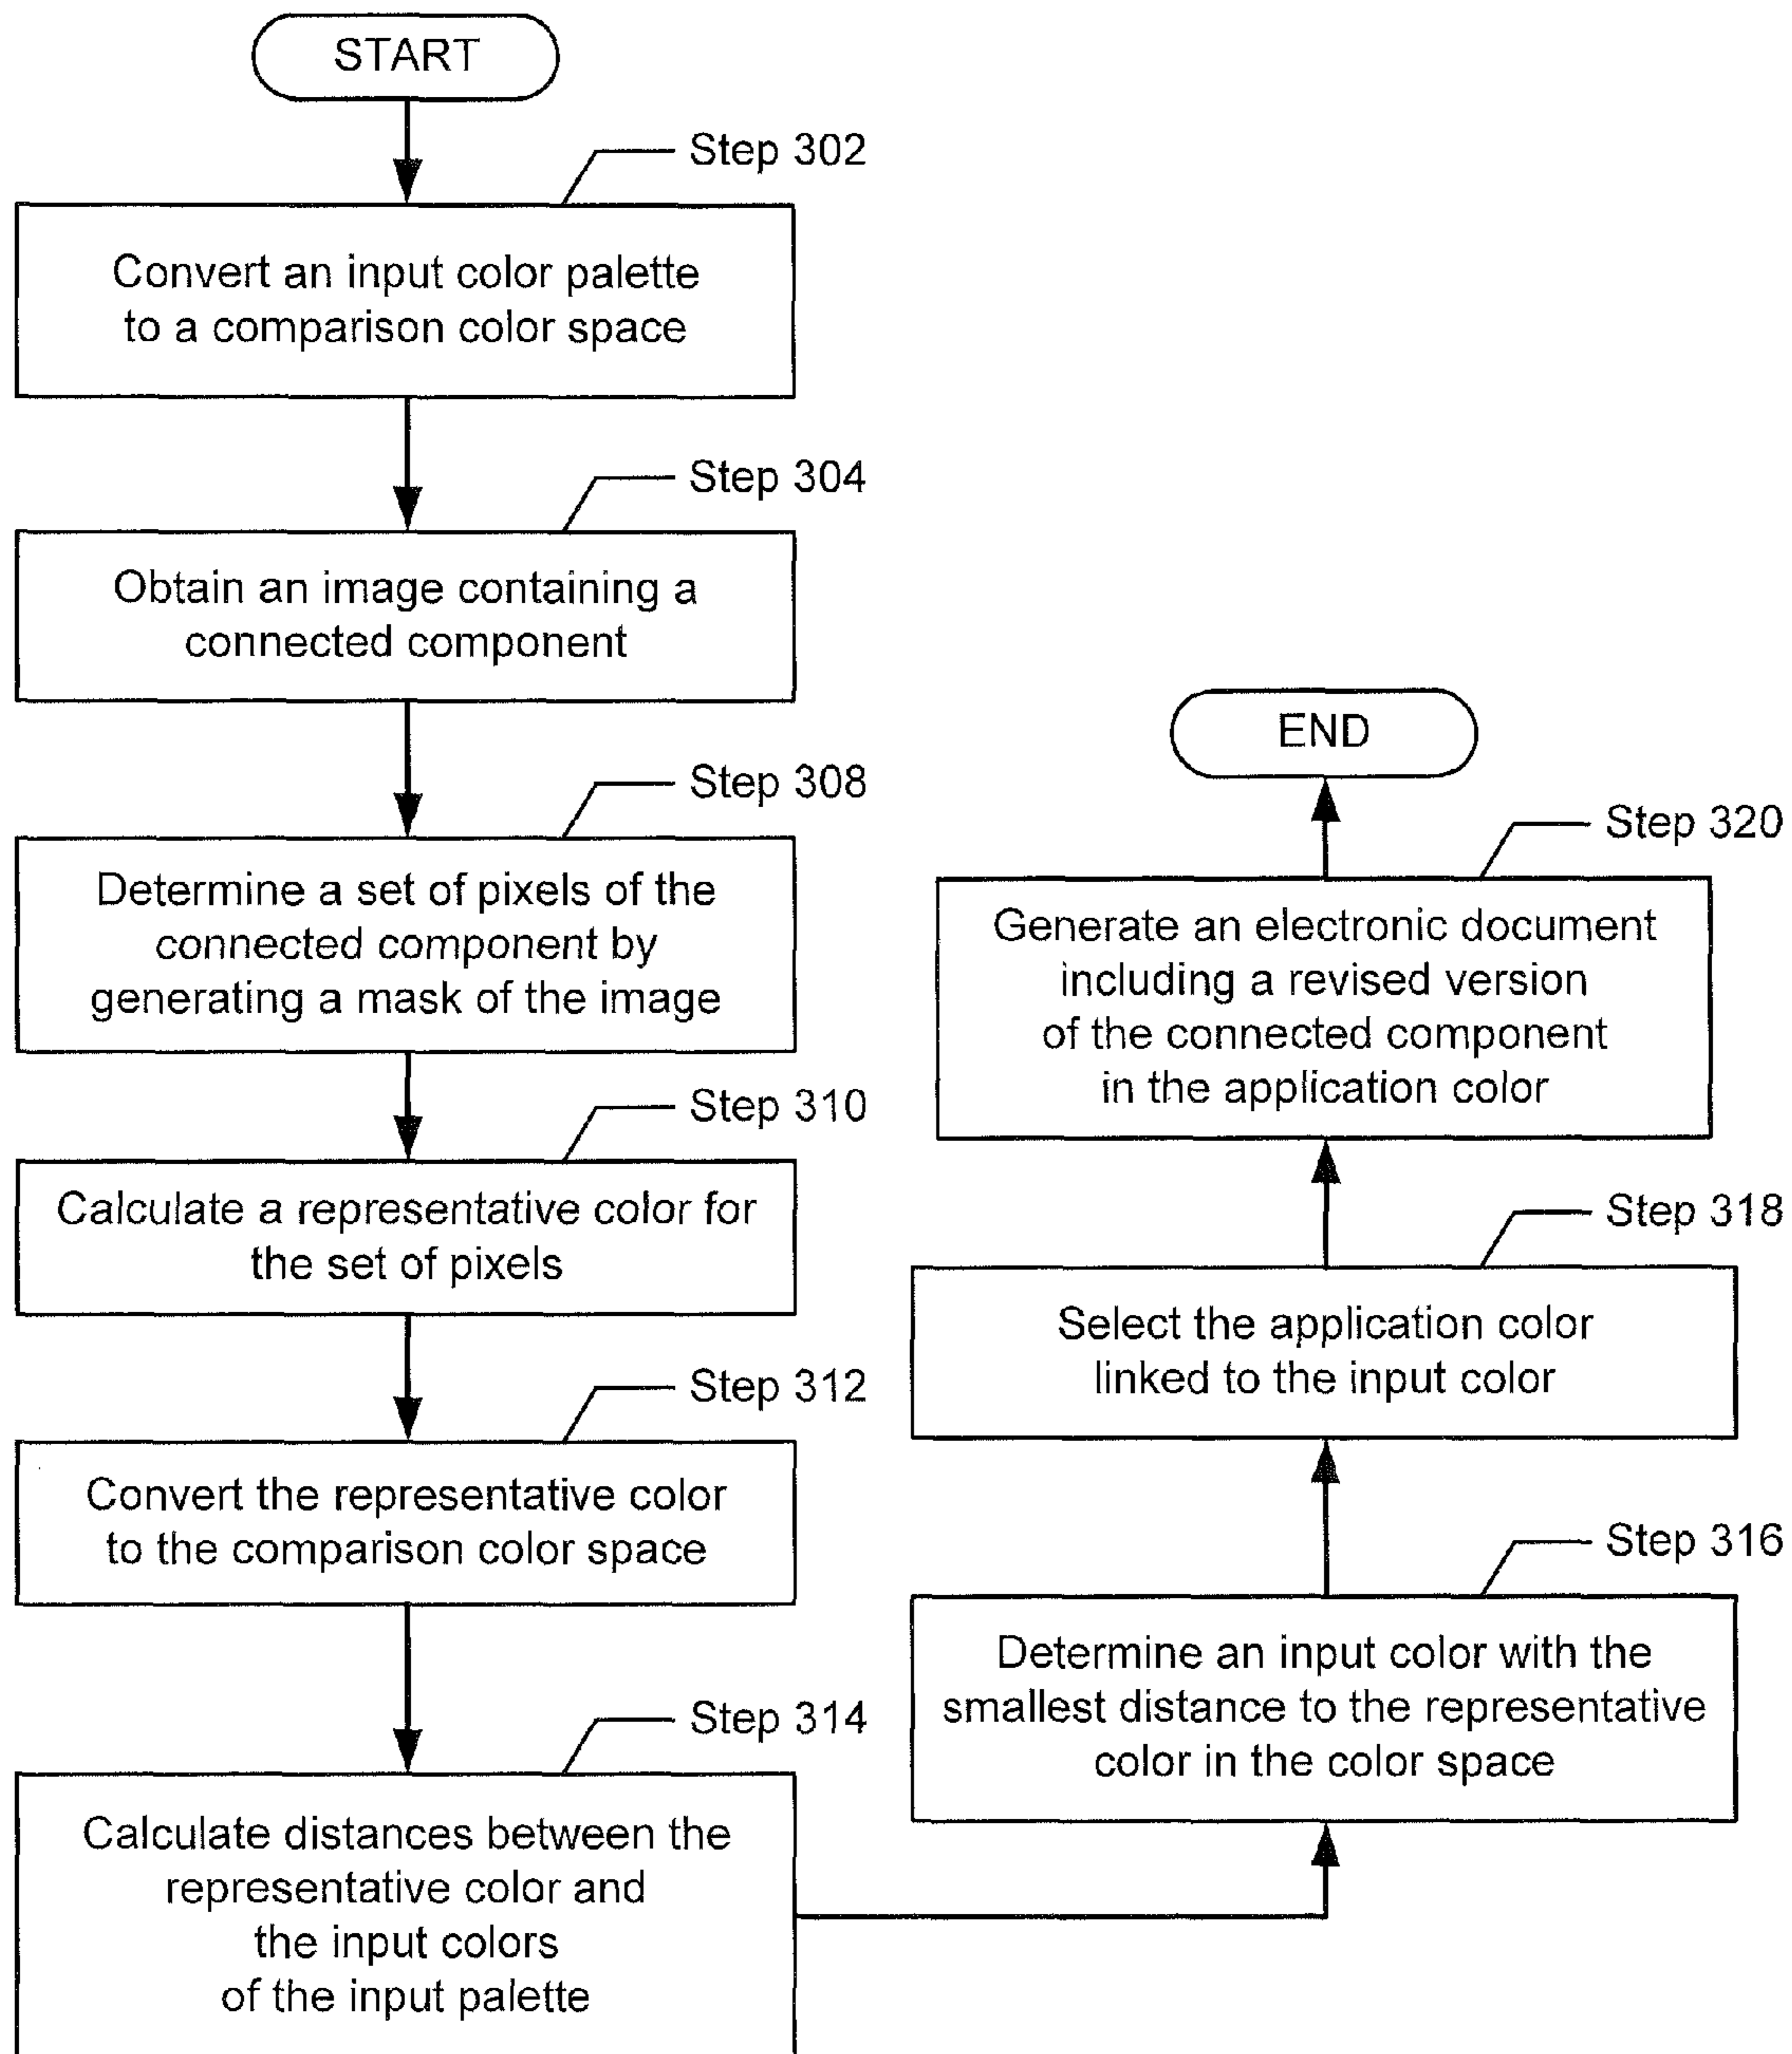 START
Step 302
Convert an input color palette
to a comparison color space
Step 304
Obtain an image containing a
connected component
Step 308
Determine a set of pixels of the
connected component by
generating a mask of the image
Step 310
Calculate a representative color for
the set of pixels
Step 312
Convert the representative color
to the comparison color space
Step 314
Calculate distances between the
representative color and
the input colors
of the input palette
Step 316
Determine an input color with the
smallest distance to the representative
color in the color space
Step 318
Select the application color
linked to the input color
Step 320
Generate an electronic document
including a revised version
of the connected component
in the application color
END